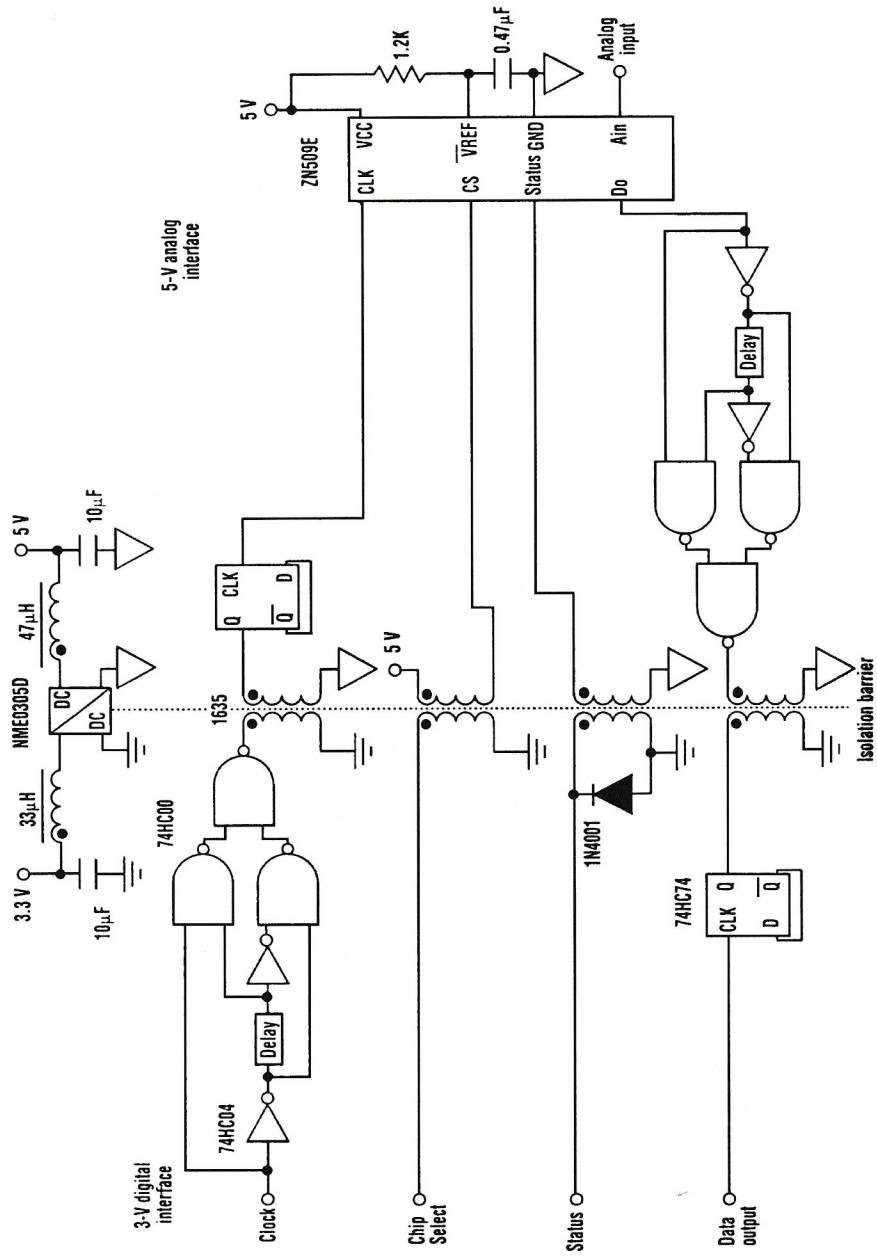 3.3 V
33µH
NME0305D
47µH
5 V
10µF
DC
DC
10µF
3-V digital
interface
5-V analog
interface
74HC04
Delay
74HC00
1635
Q
CLK
Q
D
Clock
5 V
ZN509E
CLK
VCC
1.2K
CS
VREF
0.47µF
Status
GND
Do
Ain
Analog
input
5 V
Chip
Select
Status
1N4001
Data
output
74HC74
CLK
Q
D
Q
Delay
Isolation barrier